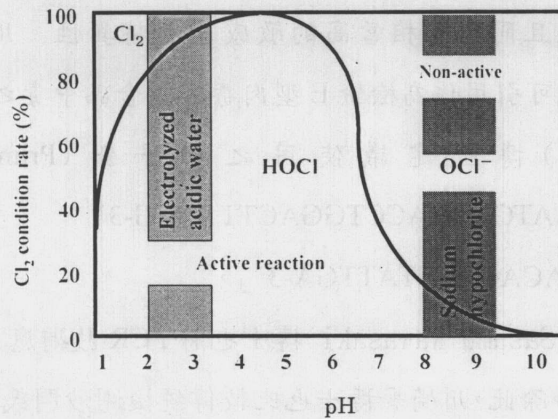 100
80
60
40
20
0
Cl₂ condition rate (%)
Cl₂
Electrolyzed
acidic water
HOCl
Active reaction
Non-active
OCl⁻
Sodium
hypochlorite
1 2 3 4 5 6 7 8 9 10
pH